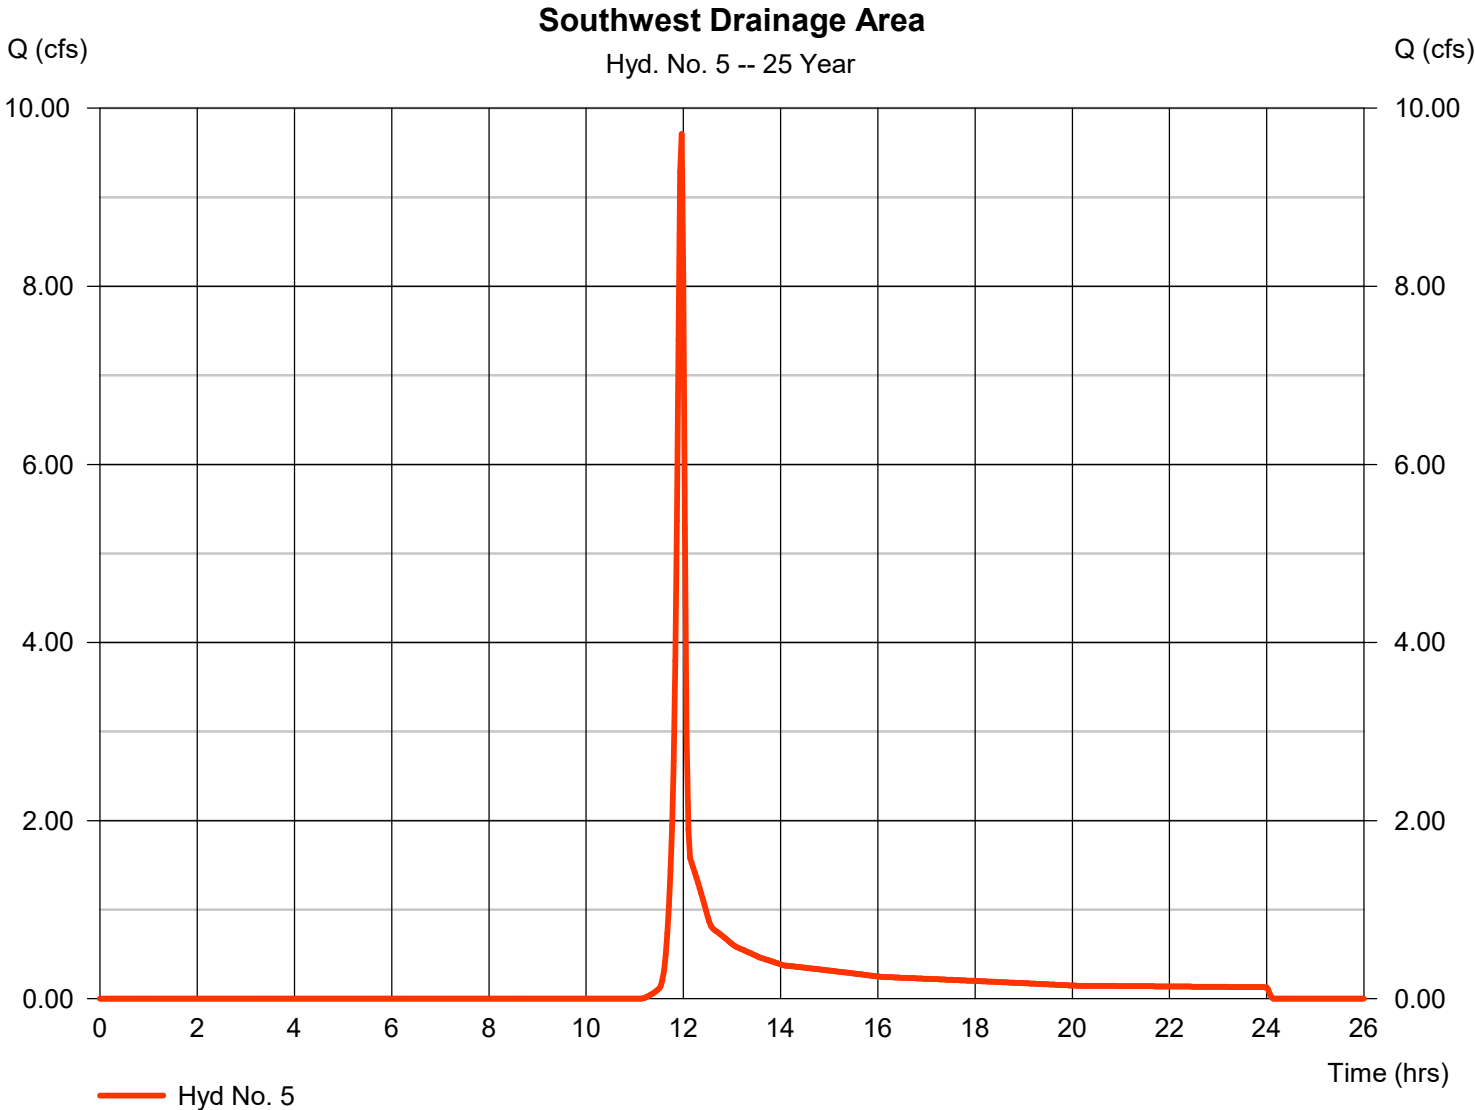 Southwest Drainage Area
Q (cfs)
Q (cfs)
Hyd. No. 5 -- 25 Year
10.00
10.00
8.00
8.00
6.00
6.00
4.00
4.00
2.00
2.00
0.00
0.00
0 2 4 6 8 10 12 14 16 18 20 22 24 26
Time (hrs)
Hyd No. 5